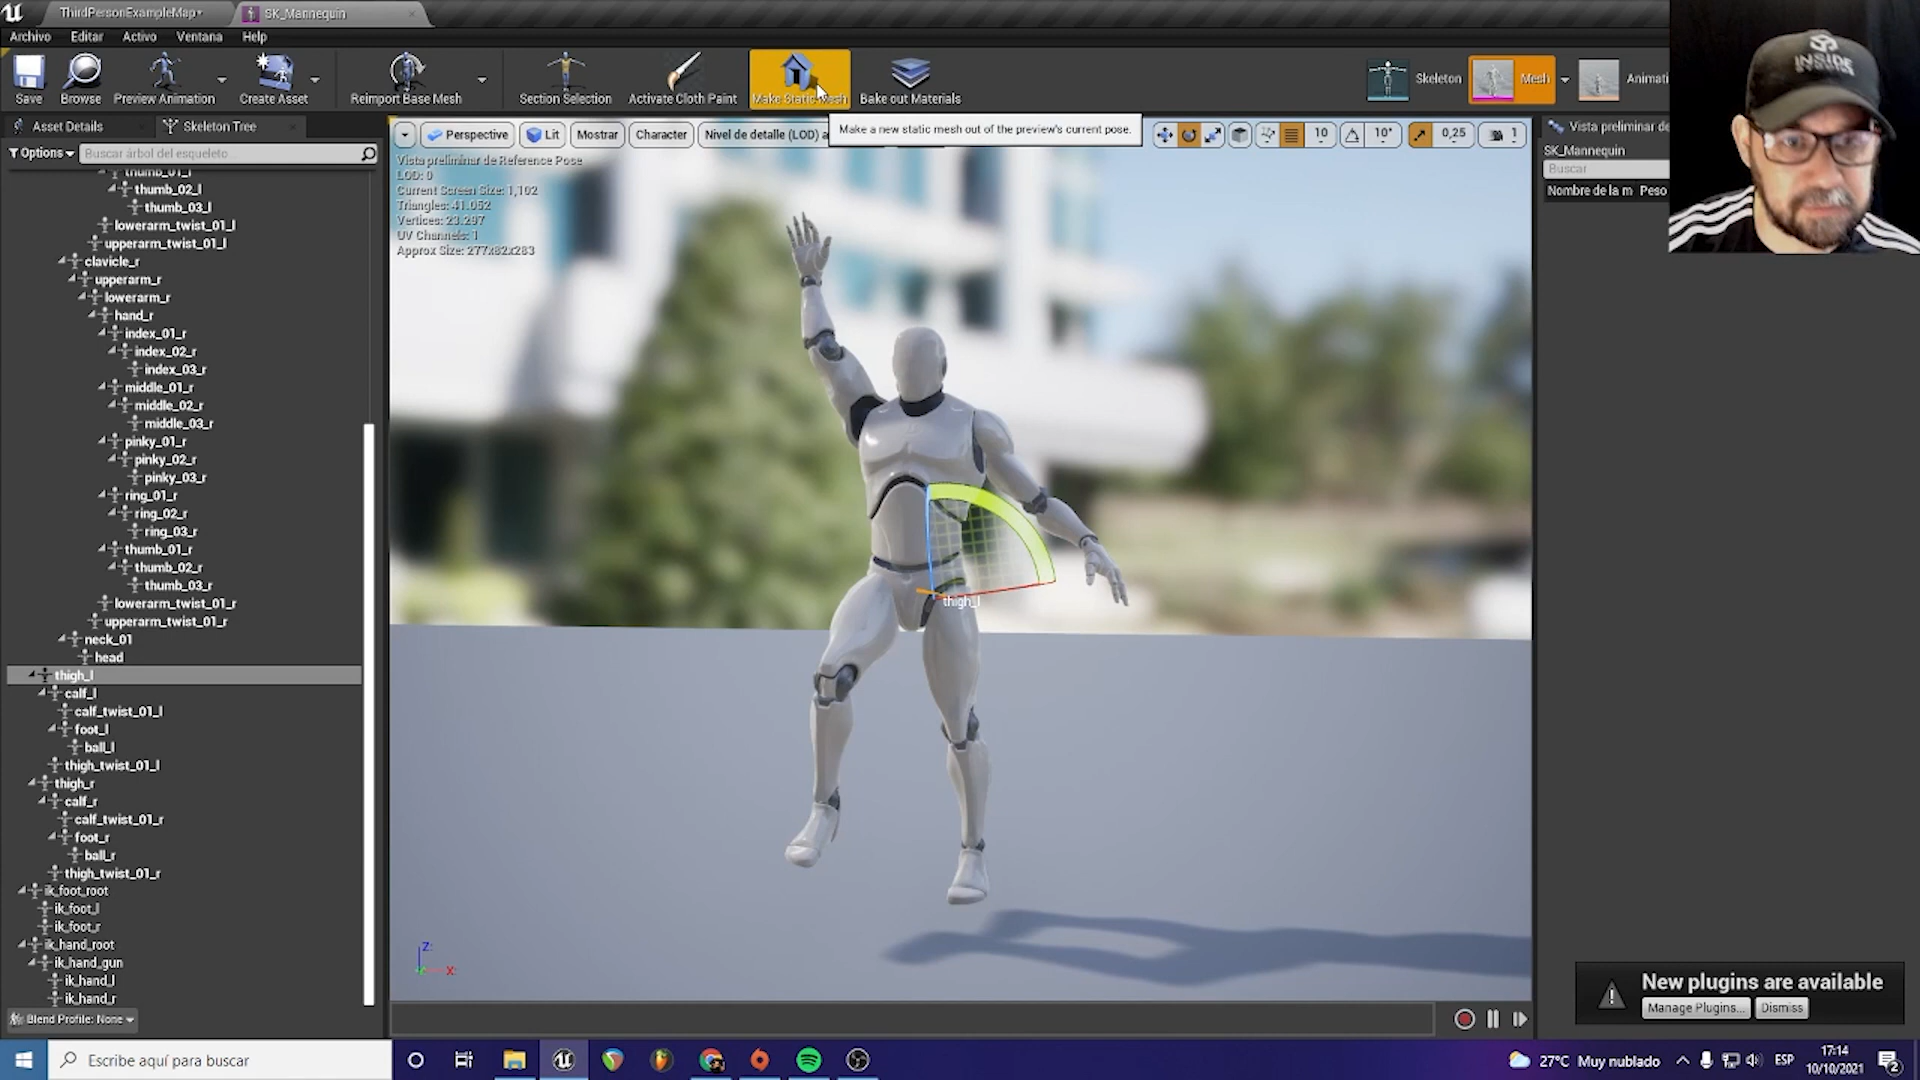 ThirdPersonExampleMap*
SK_Mannequin
Archivo Editar Activo Ventana Help
Save
Browse
Preview Animation
Create Asset
Reimport Base Mesh
Section Selection
Activate Cloth Paint
Make Static Mesh
Bake out Materials
Skeleton
Mesh
Animati
INSIDE
Asset Details
Skeleton Tree
Options
Buscar árbol del esqueleto
Perspective
Lit
Mostrar
Character
Nivel de detalle (LOD) a
Make a new static mesh out of the preview's current pose.
10
10°
0,25
1
Vista preliminar de
SK_Mannequin
Buscar
Nombre de la m Peso
Vista preliminar de Reference Pose
LOD: 0
Current Screen Size: 1,102
Triangles: 41.052
Vertices: 23.297
UV Channels: 1
Approx Size: 277x82x283
thumb_01_l
thumb_02_l
thumb_03_l
lowerarm_twist_01_l
upperarm_twist_01_l
clavicle_r
upperarm_r
lowerarm_r
hand_r
index_01_r
index_02_r
index_03_r
middle_01_r
middle_02_r
middle_03_r
pinky_01_r
pinky_02_r
pinky_03_r
ring_01_r
ring_02_r
ring_03_r
thumb_01_r
thumb_02_r
thumb_03_r
lowerarm_twist_01_r
upperarm_twist_01_r
neck_01
head
thigh_l
calf_l
calf_twist_01_l
foot_l
ball_l
thigh_twist_01_l
thigh_r
calf_r
calf_twist_01_r
foot_r
ball_r
thigh_twist_01_r
ik_foot_root
ik_foot_l
ik_foot_r
ik_hand_root
ik_hand_gun
ik_hand_l
ik_hand_r
Blend Profile: None
thigh_l
Z
X
New plugins are available
Manage Plugins...
Dismiss
Escribe aquí para buscar
27°C Muy nublado
ESP
17:14
10/10/2021
2